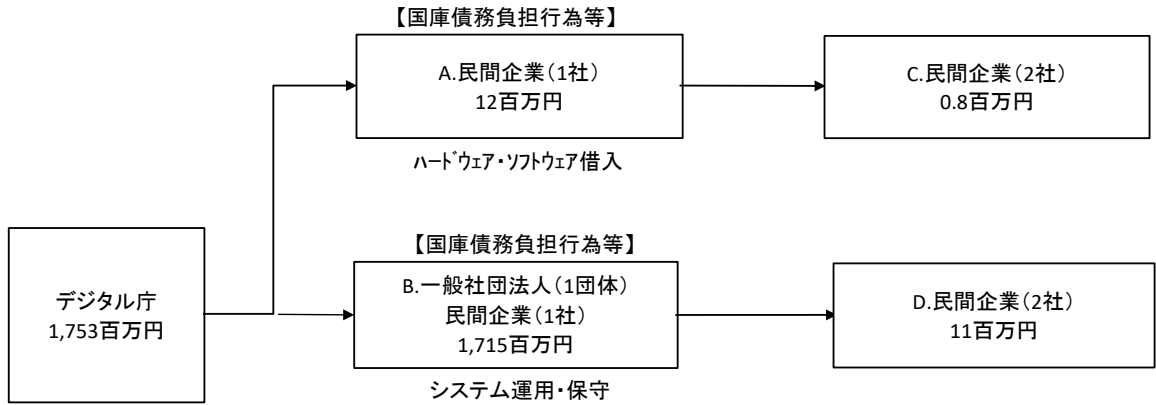 【国庫債務負担行為等】
A.民間企業(1社)
12百万円
C.民間企業(2社)
0.8百万円
ﾊｰﾄﾞｳｪｱ・ｿﾌﾄｳｪｱ借入
【国庫債務負担行為等】
デジタル庁
1,753百万円
B.一般社団法人(1団体)
民間企業(1社)
1,715百万円
D.民間企業(2社)
11百万円
システム運用・保守